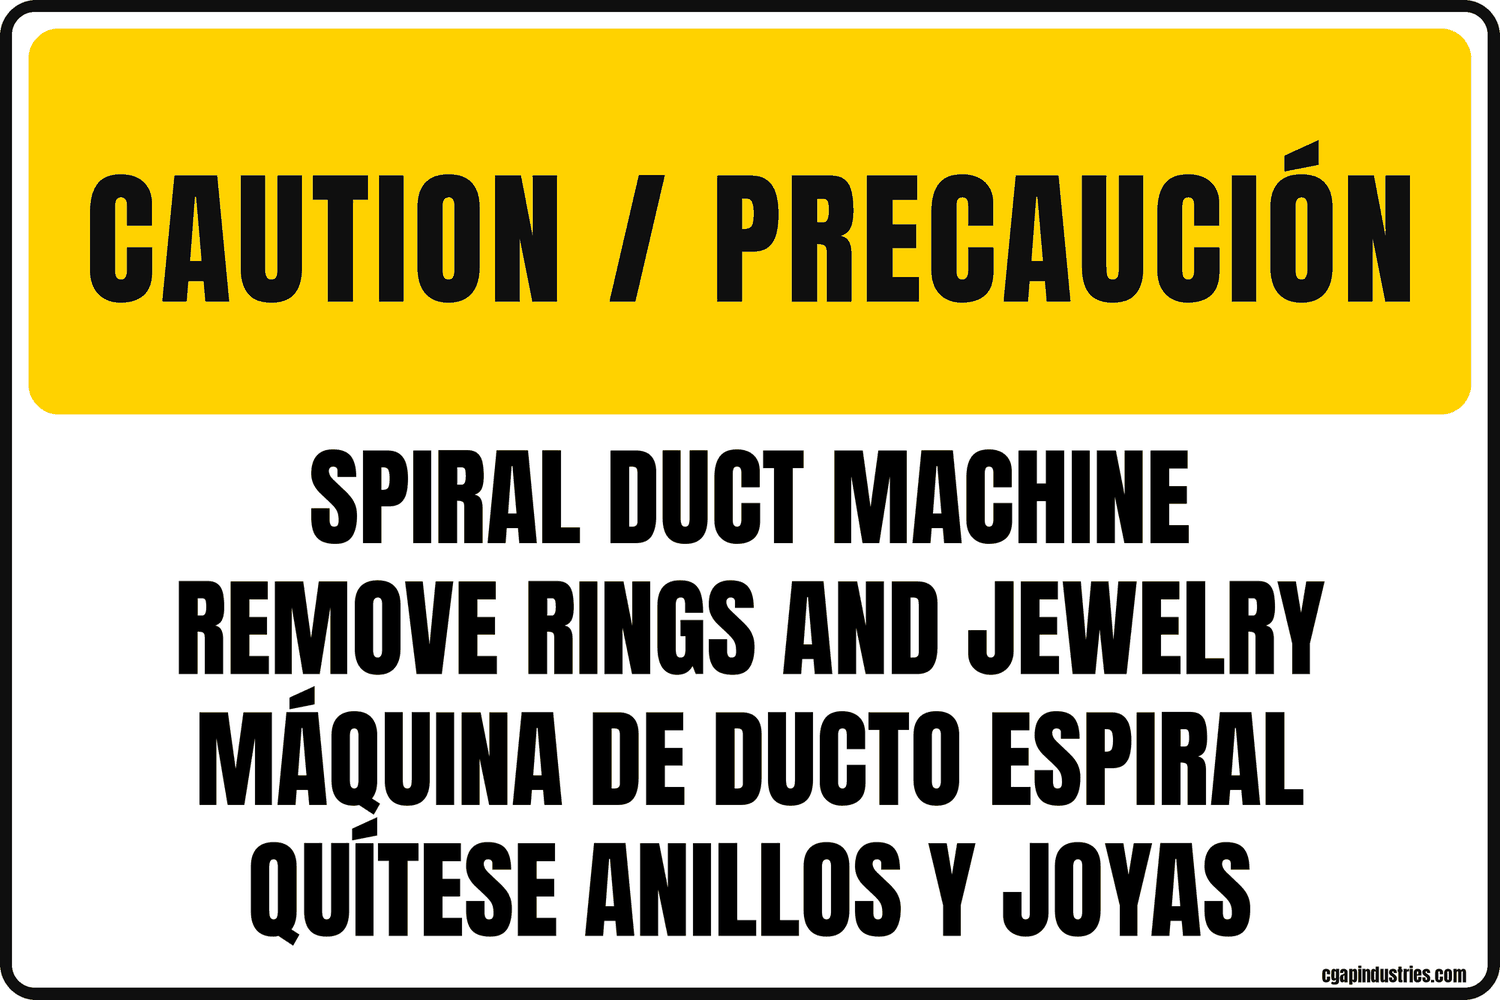 CAUTION / PRECAUCIÓN
SPIRAL DUCT MACHINE
REMOVE RINGS AND JEWELRY
MÁQUINA DE DUCTO ESPIRAL
QUÍTESE ANILLOS Y JOYAS
cgapindustries.com